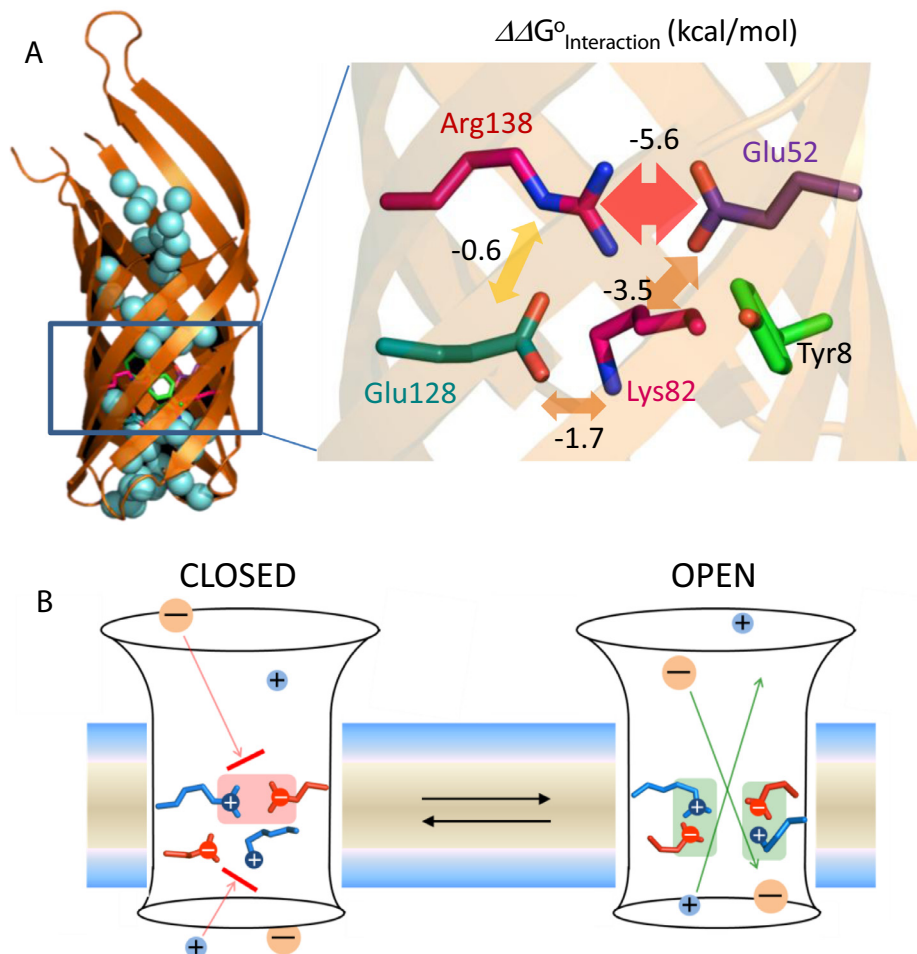 A
ΔΔG°Interaction (kcal/mol)
Arg138
-5.6
Glu52
-0.6
-3.5
Tyr8
Glu128
Lys82
-1.7
B
CLOSED
OPEN
−
+
+
−
+
−
+
−
−
+
−
+
+
−
+
−
+
−